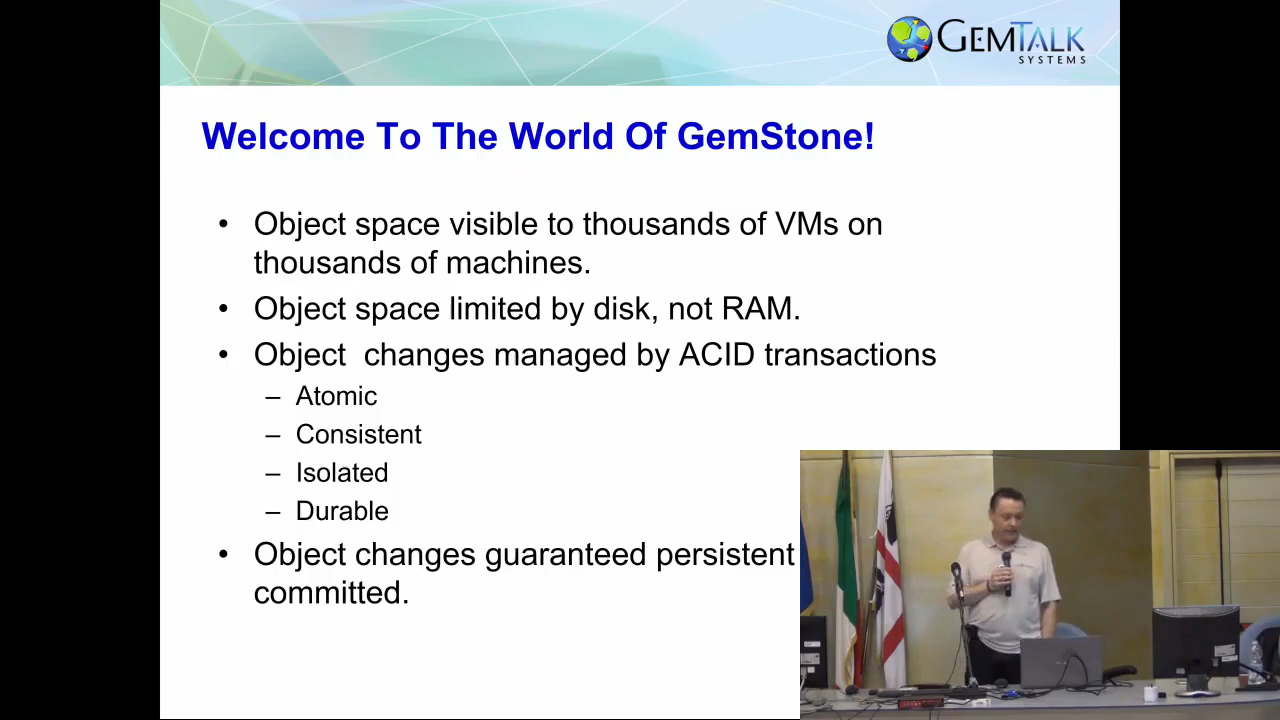 GEMTALK
SYSTEMS
Welcome To The World Of GemStone!
• Object space visible to thousands of VMs on
thousands of machines.
• Object space limited by disk, not RAM.
• Object changes managed by ACID transactions
– Atomic
– Consistent
– Isolated
– Durable
• Object changes guaranteed persistent
committed.